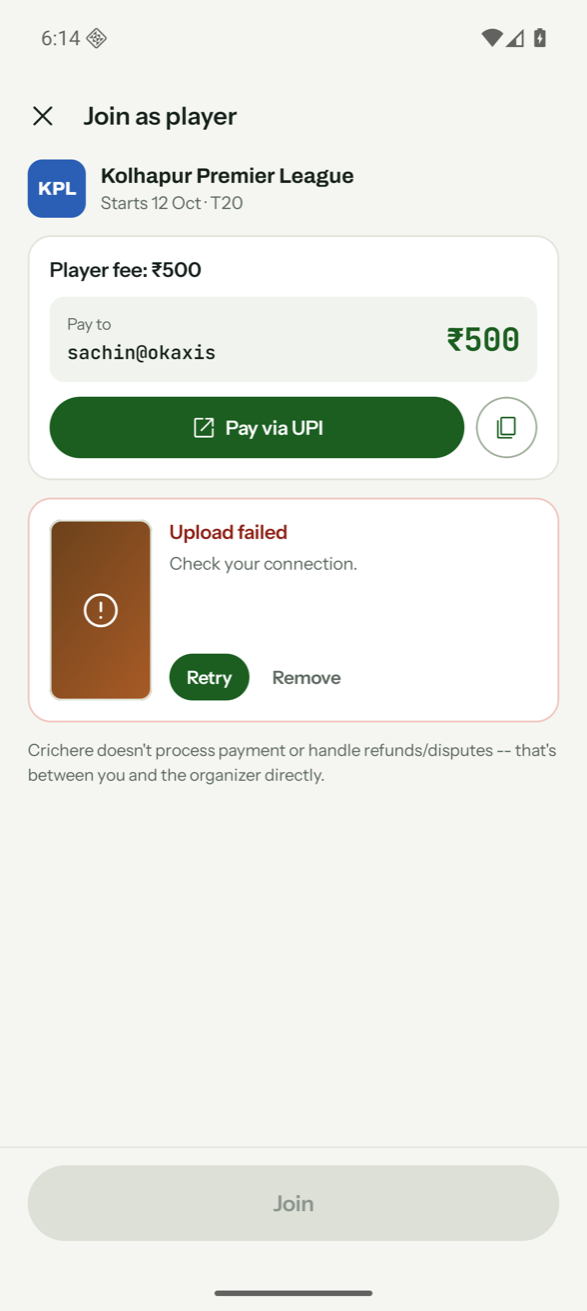 6:14
Join as player
KPL
Kolhapur Premier League
Starts 12 Oct · T20
Player fee: ₹500
Pay to
sachin@okaxis
₹500
Pay via UPI
Upload failed
Check your connection.
Retry
Remove
Crichere doesn't process payment or handle refunds/disputes -- that's
between you and the organizer directly.
Join